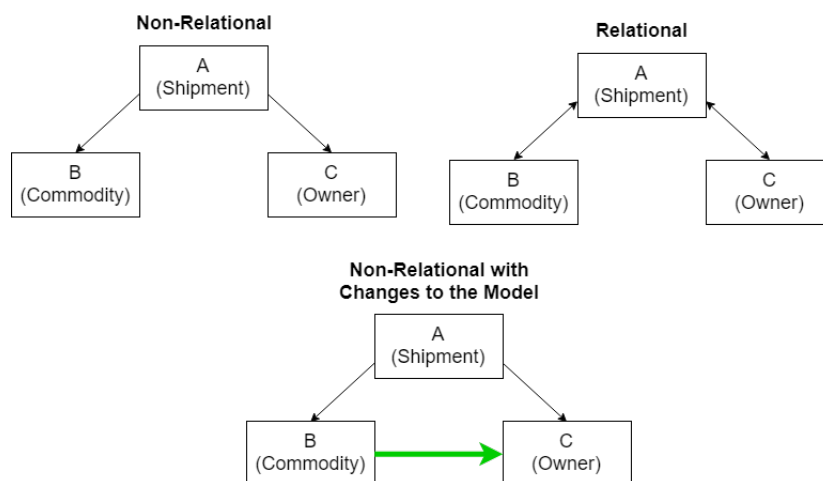 Non-Relational
A
(Shipment)
B
(Commodity)
C
(Owner)
Relational
A
(Shipment)
B
(Commodity)
C
(Owner)
Non-Relational with
Changes to the Model
A
(Shipment)
B
(Commodity)
C
(Owner)